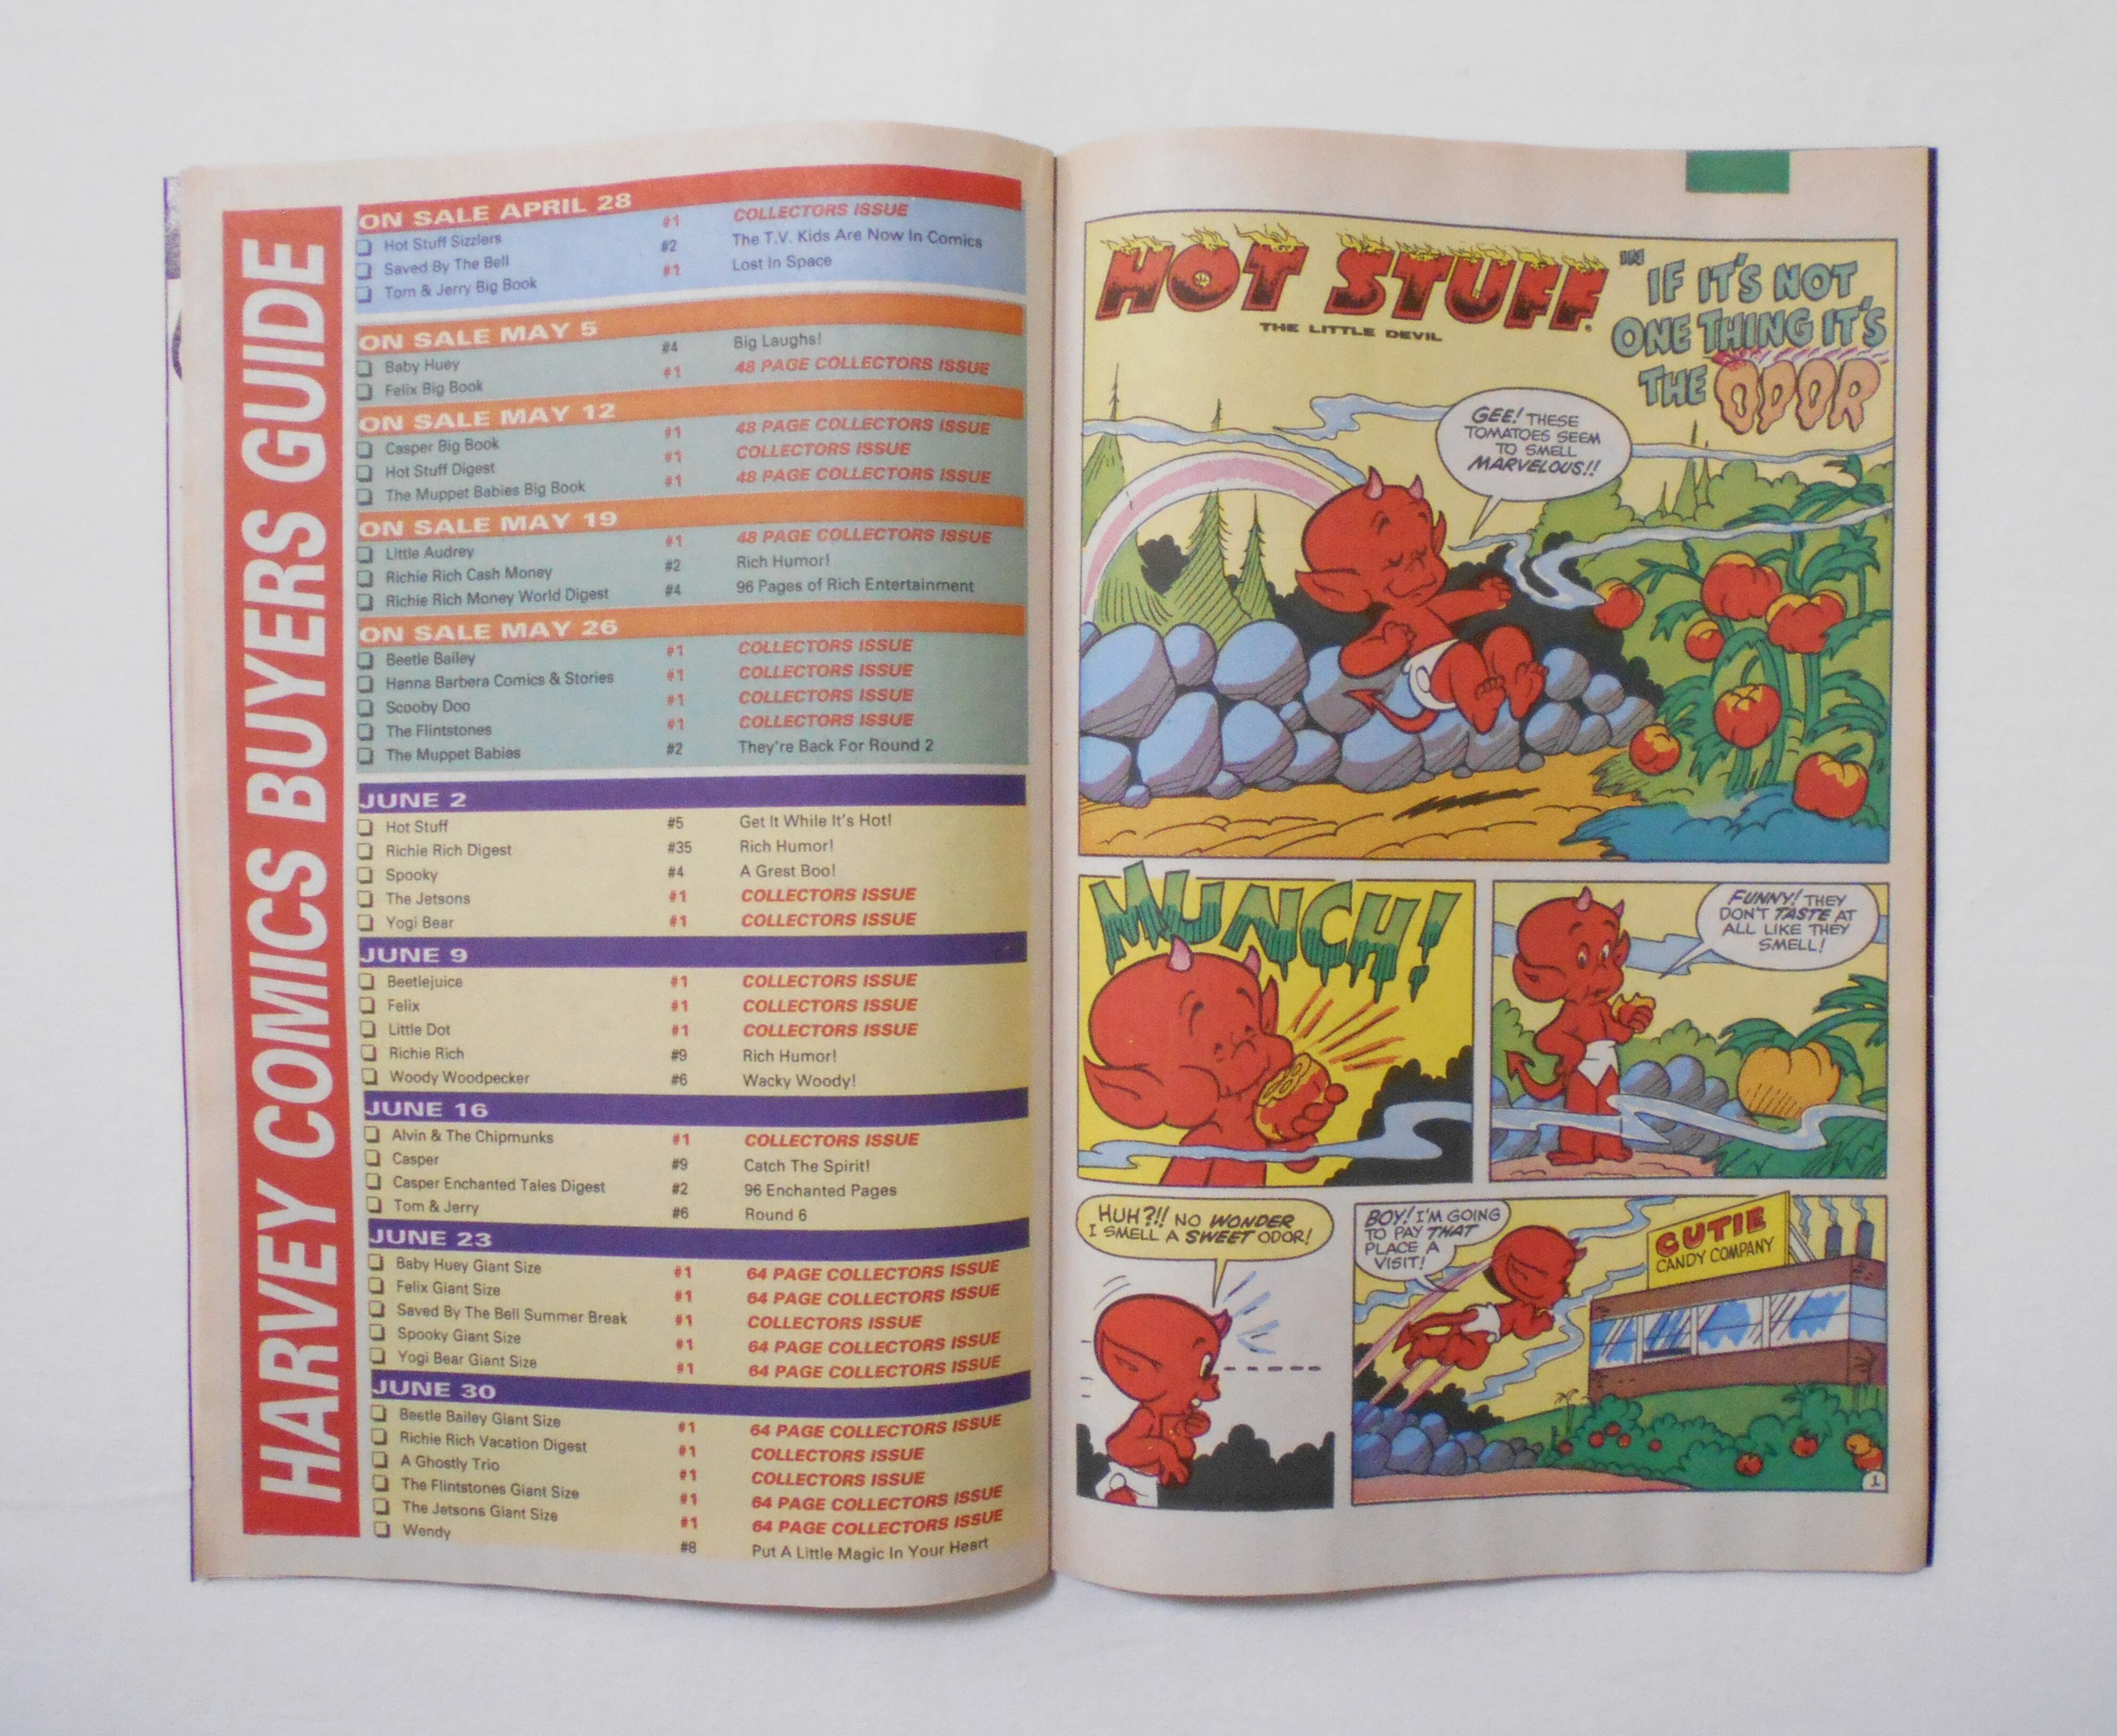 HARVEY COMICS BUYERS GUIDE
ON SALE APRIL 28
Hot Stuff Sizzlers #1 COLLECTORS ISSUE
Saved By The Bell #2 The T.V. Kids Are Now In Comics
Tom & Jerry Big Book #1 Lost In Space
ON SALE MAY 5
Baby Huey #4 Big Laughs!
Felix Big Book #1 48 PAGE COLLECTORS ISSUE
ON SALE MAY 12
Casper Big Book #1 48 PAGE COLLECTORS ISSUE
Hot Stuff Digest #1 COLLECTORS ISSUE
The Muppet Babies Big Book #1 48 PAGE COLLECTORS ISSUE
ON SALE MAY 19
Little Audrey #1 48 PAGE COLLECTORS ISSUE
Richie Rich Cash Money #2 Rich Humor!
Richie Rich Money World Digest #4 96 Pages of Rich Entertainment
ON SALE MAY 26
Beetle Bailey #1 COLLECTORS ISSUE
Hanna Barbera Comics & Stories #1 COLLECTORS ISSUE
Scooby Doo #1 COLLECTORS ISSUE
The Flintstones #1 COLLECTORS ISSUE
The Muppet Babies #2 They're Back For Round 2
JUNE 2
Hot Stuff #5 Get It While It's Hot!
Richie Rich Digest #35 Rich Humor!
Spooky #4 A Grest Boo!
The Jetsons #1 COLLECTORS ISSUE
Yogi Bear #1 COLLECTORS ISSUE
JUNE 9
Beetlejuice #1 COLLECTORS ISSUE
Felix #1 COLLECTORS ISSUE
Little Dot #1 COLLECTORS ISSUE
Richie Rich #9 Rich Humor!
Woody Woodpecker #6 Wacky Woody!
JUNE 16
Alvin & The Chipmunks #1 COLLECTORS ISSUE
Casper #9 Catch The Spirit!
Casper Enchanted Tales Digest #2 96 Enchanted Pages
Tom & Jerry #6 Round 6
JUNE 23
Baby Huey Giant Size #1 64 PAGE COLLECTORS ISSUE
Felix Giant Size #1 64 PAGE COLLECTORS ISSUE
Saved By The Bell Summer Break #1 COLLECTORS ISSUE
Spooky Giant Size #1 64 PAGE COLLECTORS ISSUE
Yogi Bear Giant Size #1 64 PAGE COLLECTORS ISSUE
JUNE 30
Beetle Bailey Giant Size #1 64 PAGE COLLECTORS ISSUE
Richie Rich Vacation Digest #1 COLLECTORS ISSUE
A Ghostly Trio #1 COLLECTORS ISSUE
The Flintstones Giant Size #1 64 PAGE COLLECTORS ISSUE
The Jetsons Giant Size #1 64 PAGE COLLECTORS ISSUE
Wendy #8 Put A Little Magic In Your Heart
HOT STUFF
THE LITTLE DEVIL
IN
IF IT'S NOT
ONE THING, IT'S
THE ODOR
GEE! THESE
TOMATOES SEEM
TO SMELL
MARVELOUS!!
MUNCH!
FUNNY! THEY
DON'T TASTE AT
ALL LIKE THEY
SMELL!
HUH?!! NO WONDER
I SMELL A SWEET ODOR!
BOY! I'M GOING
TO PAY THAT
PLACE A
VISIT!
CUTIE
CANDY COMPANY
1